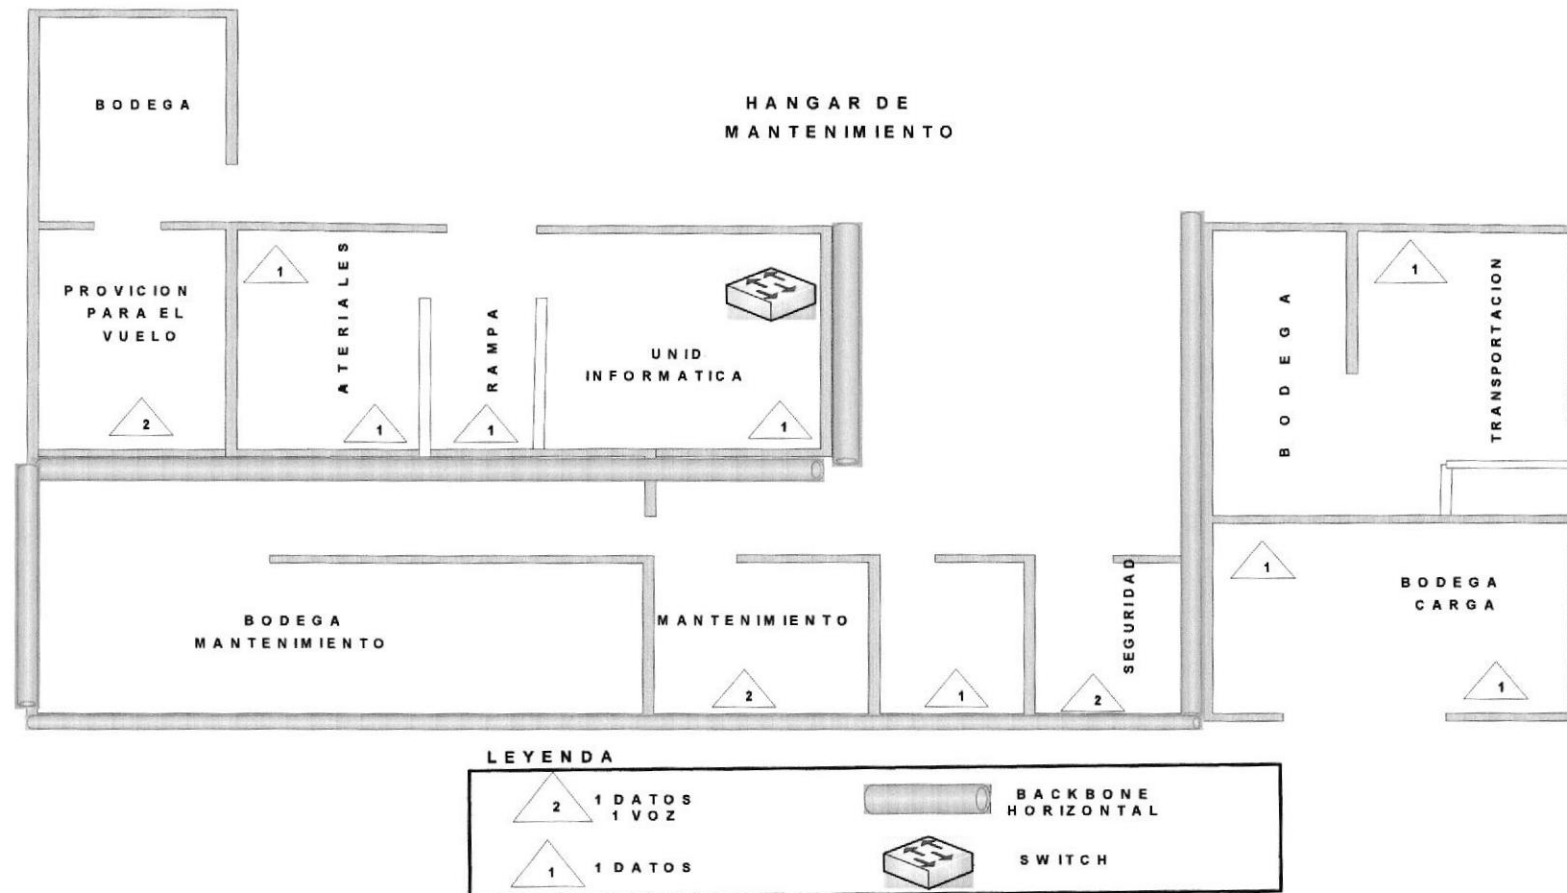 BODEGA
HANGAR DE
MANTENIMIENTO
PROVICION
PARA EL
VUELO
2
1
ATERIALES
1
RAMPA
1
UNID
INFORMATICA
1
BODEGA
1
TRANSPORTACION
BODEGA
MANTENIMIENTO
MANTENIMIENTO
2
1
SEGURIDAD
2
1
BODEGA
CARGA
1
LEYENDA
2
1 DATOS
1 VOZ
BACKBONE
HORIZONTAL
1
1 DATOS
SWITCH